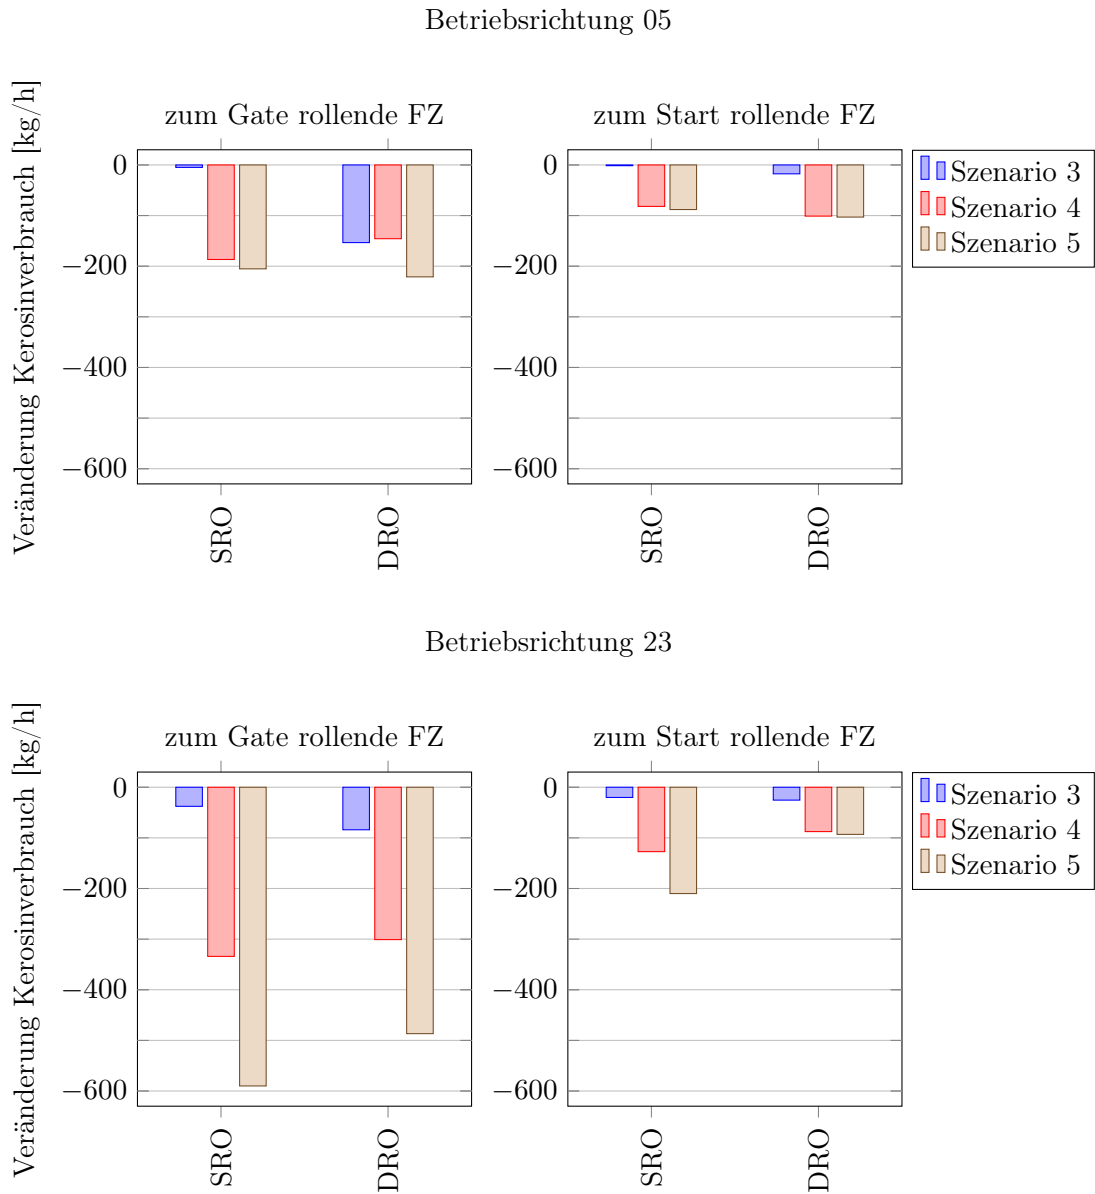 Betriebsrichtung 05
Veränderung Kerosinverbrauch [kg/h]
zum Gate rollende FZ
0
−200
−400
−600
SRO
DRO
zum Start rollende FZ
0
−200
−400
−600
SRO
DRO
Szenario 3
Szenario 4
Szenario 5
Betriebsrichtung 23
Veränderung Kerosinverbrauch [kg/h]
zum Gate rollende FZ
0
−200
−400
−600
SRO
DRO
zum Start rollende FZ
0
−200
−400
−600
SRO
DRO
Szenario 3
Szenario 4
Szenario 5